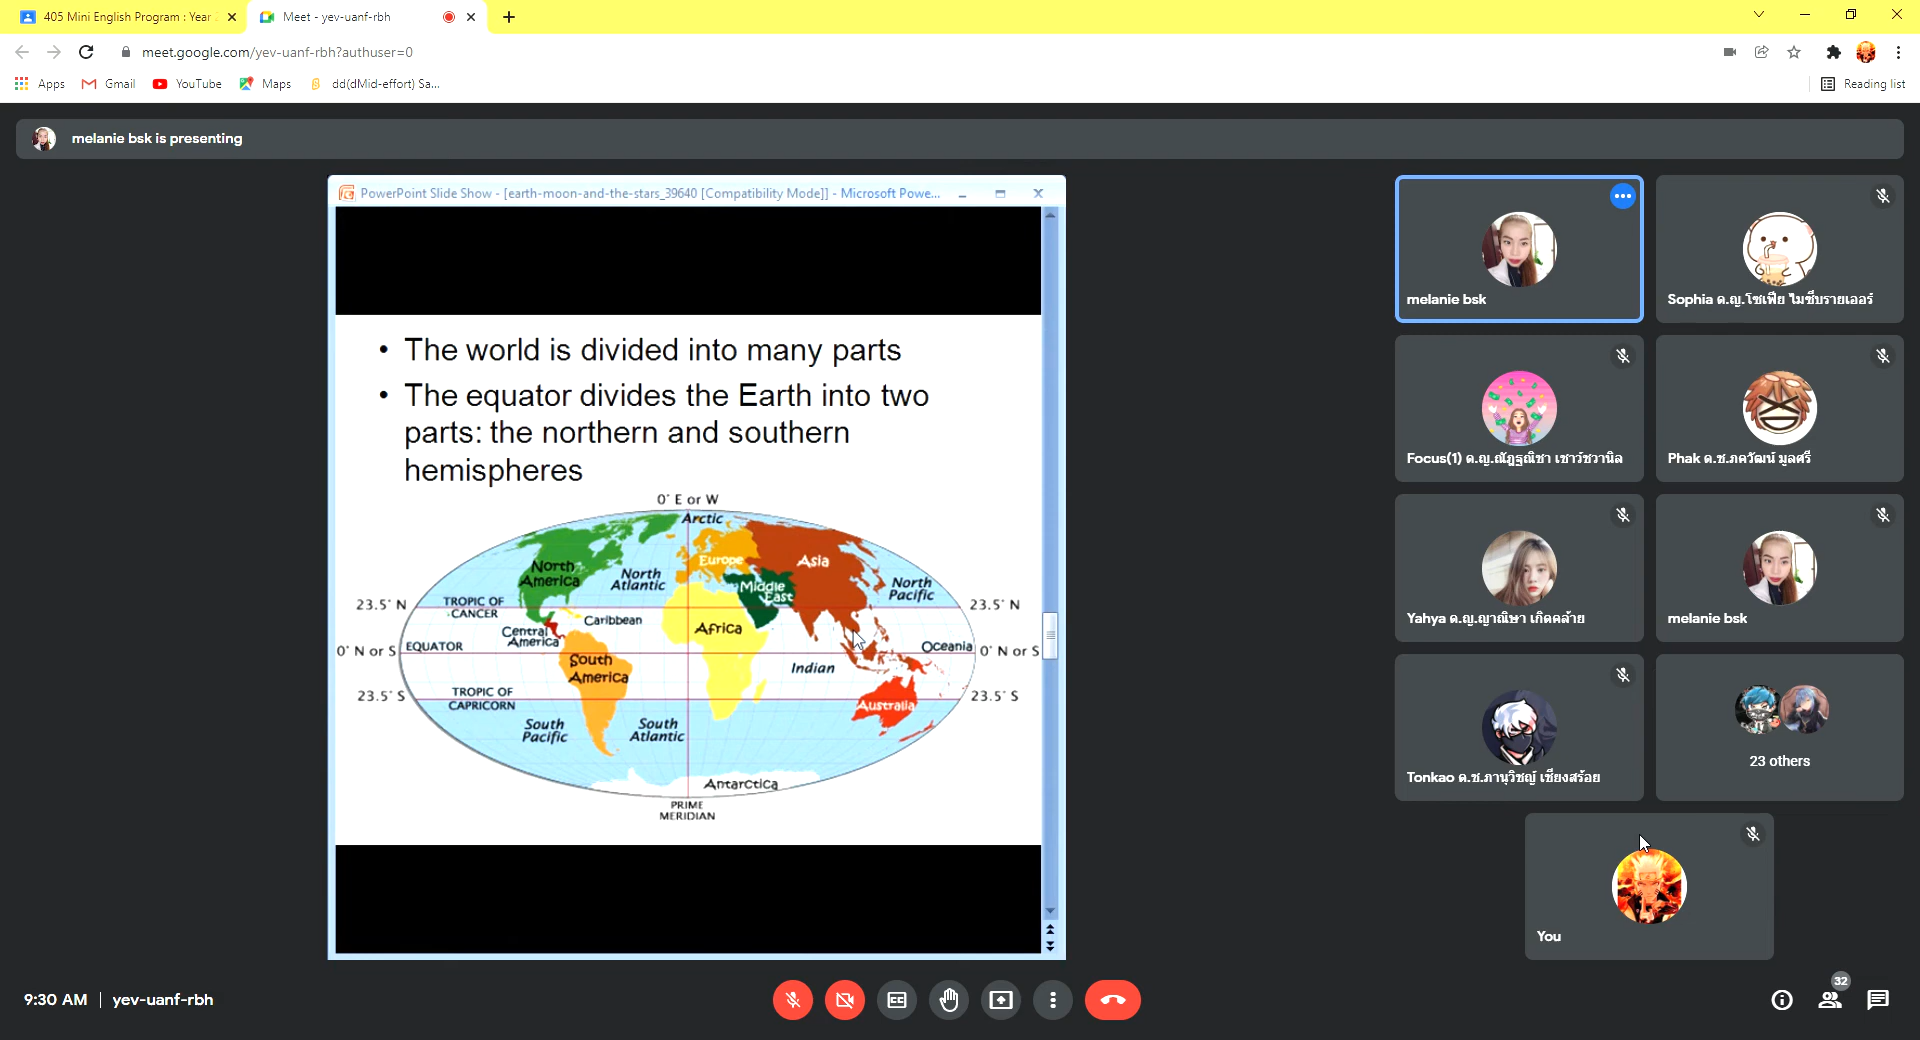 405 Mini English Program : Year
Meet - yev-uanf-rbh
meet.google.com/yev-uanf-rbh?authuser=0
Apps
Gmail
YouTube
Maps
dd(dMid-effort) Sa...
Reading list
melanie bsk is presenting
PowerPoint Slide Show - [earth-moon-and-the-stars_39640 [Compatibility Mode]] - Microsoft Powe...
• The world is divided into many parts
• The equator divides the Earth into two
parts: the northern and southern
hemispheres
0° E or W
Arctic
North
America
North
Atlantic
Europe
Asia
Middle
East
North
Pacific
23.5° N
TROPIC OF
CANCER
23.5° N
Caribbean
Central
America
Africa
0° N or S
EQUATOR
Oceania
0° N or S
South
America
Indian
23.5° S
TROPIC OF
CAPRICORN
Australia
23.5° S
South
Pacific
South
Atlantic
Antarctica
PRIME
MERIDIAN
melanie bsk
Sophia ด.ญ.โซเฟีย ไมซึ่บรายเออร์
Focus(1) ด.ญ.ณัฏฐณิชา เชาว์ชวานิล
Phak ด.ช.ภควัฒน์ มูลศรี
Yahya ด.ญ.ญาณิษา เกิดคล้าย
melanie bsk
Tonkao ด.ช.ภานุวิชญ์ เชียงสร้อย
23 others
You
9:30 AM | yev-uanf-rbh
32